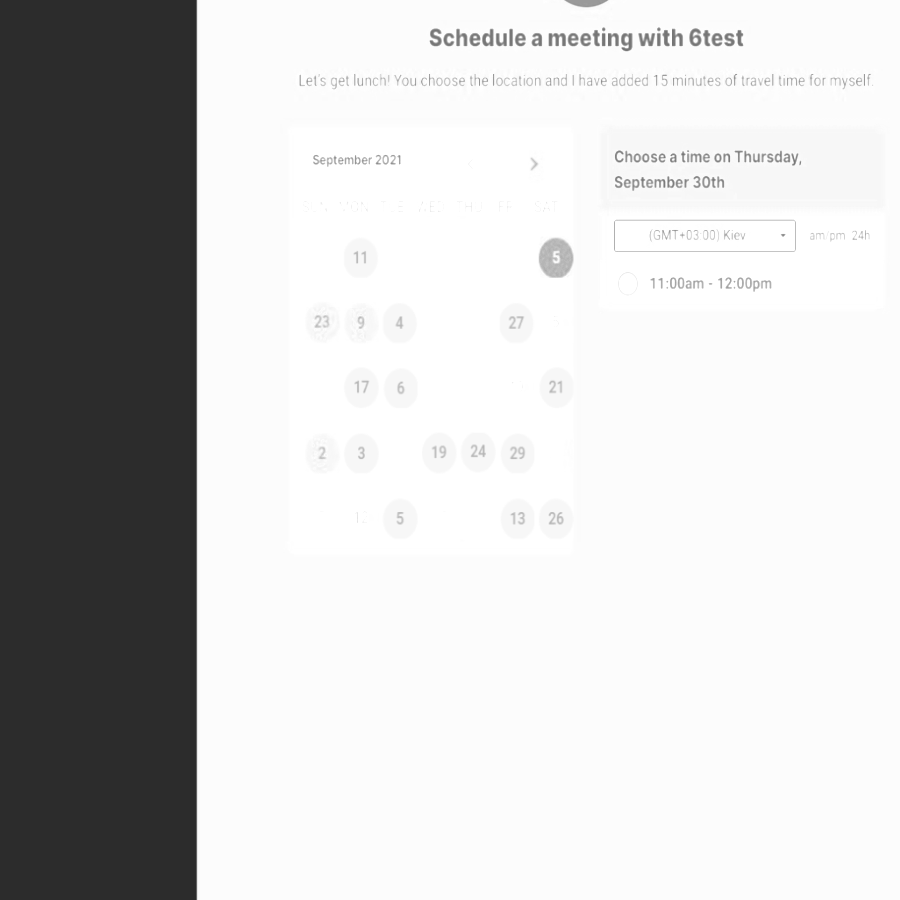 Schedule a meeting with 6test
Let's get lunch! You choose the location and I have added 15 minutes of travel time for myself.
September 2021
SUN MON TUE WED THU FRI SAT
11 5
23 9 4 27
17 6 21
2 3 19 24 29
5 13 26
Choose a time on Thursday,
September 30th
(GMT+03:00) Kiev
am/pm 24h
11:00am - 12:00pm